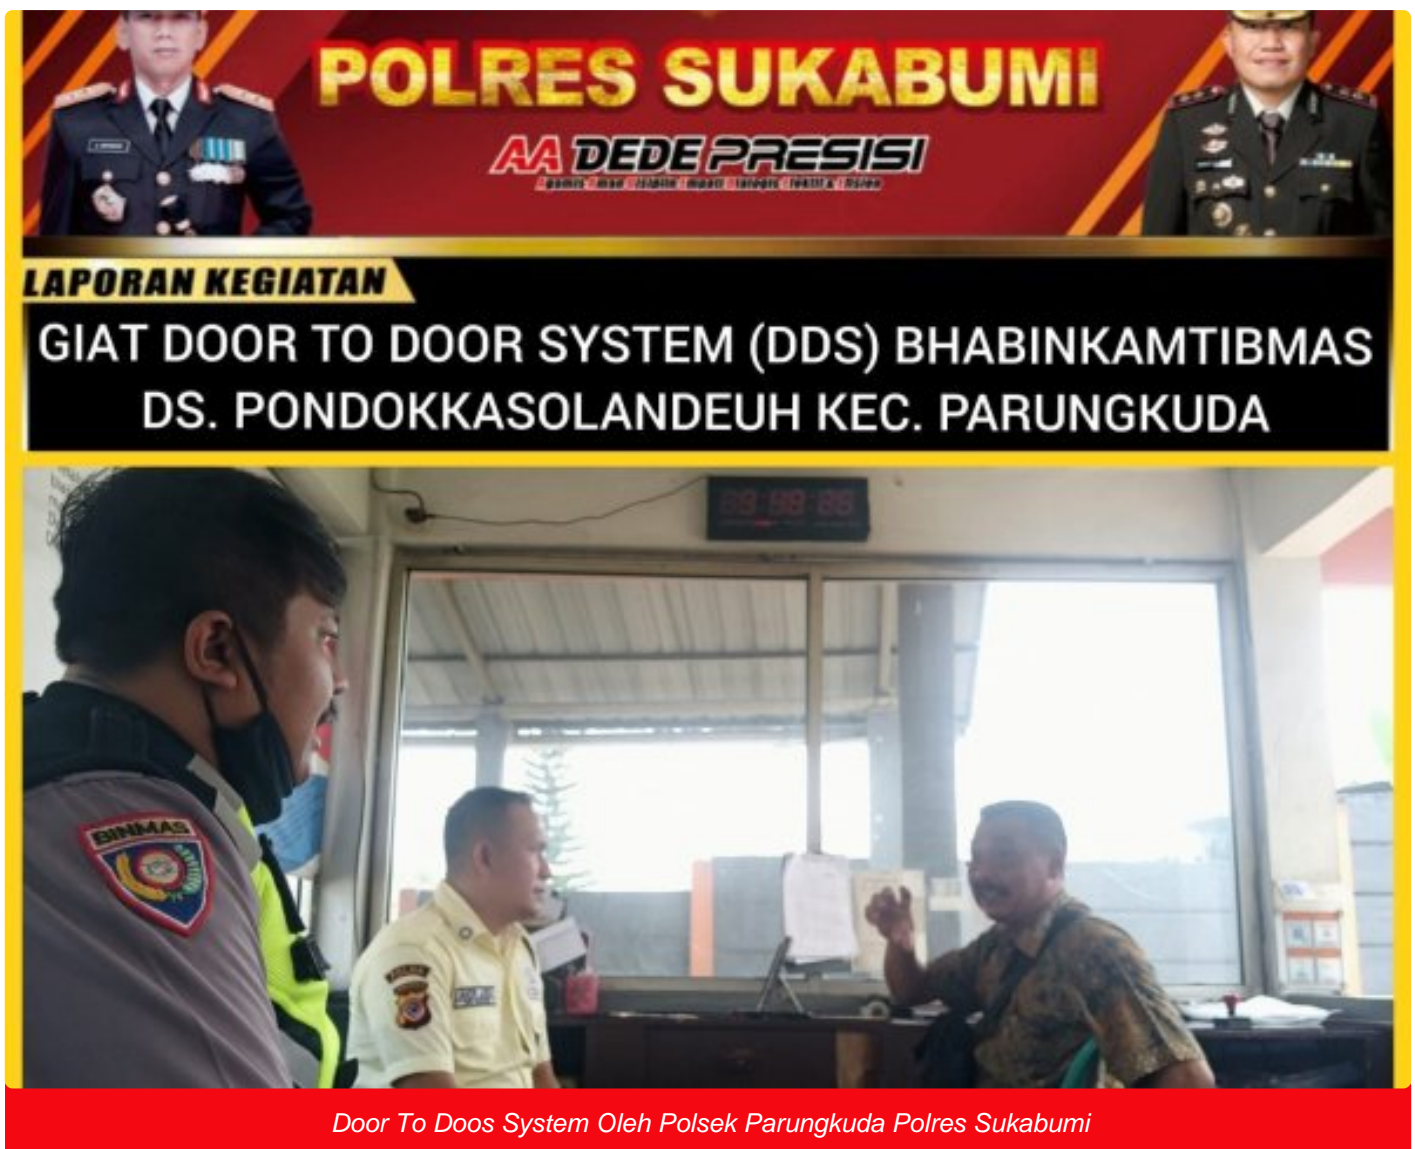 POLRES SUKABUMI
AA DEDE PRESISI
LAPORAN KEGIATAN
GIAT DOOR TO DOOR SYSTEM (DDS) BHABINKAMTIBMAS
DS. PONDOKKASOLANDEUH KEC. PARUNGKUDA
BINMAS
POLDA
Door To Doos System Oleh Polsek Parungkuda Polres Sukabumi